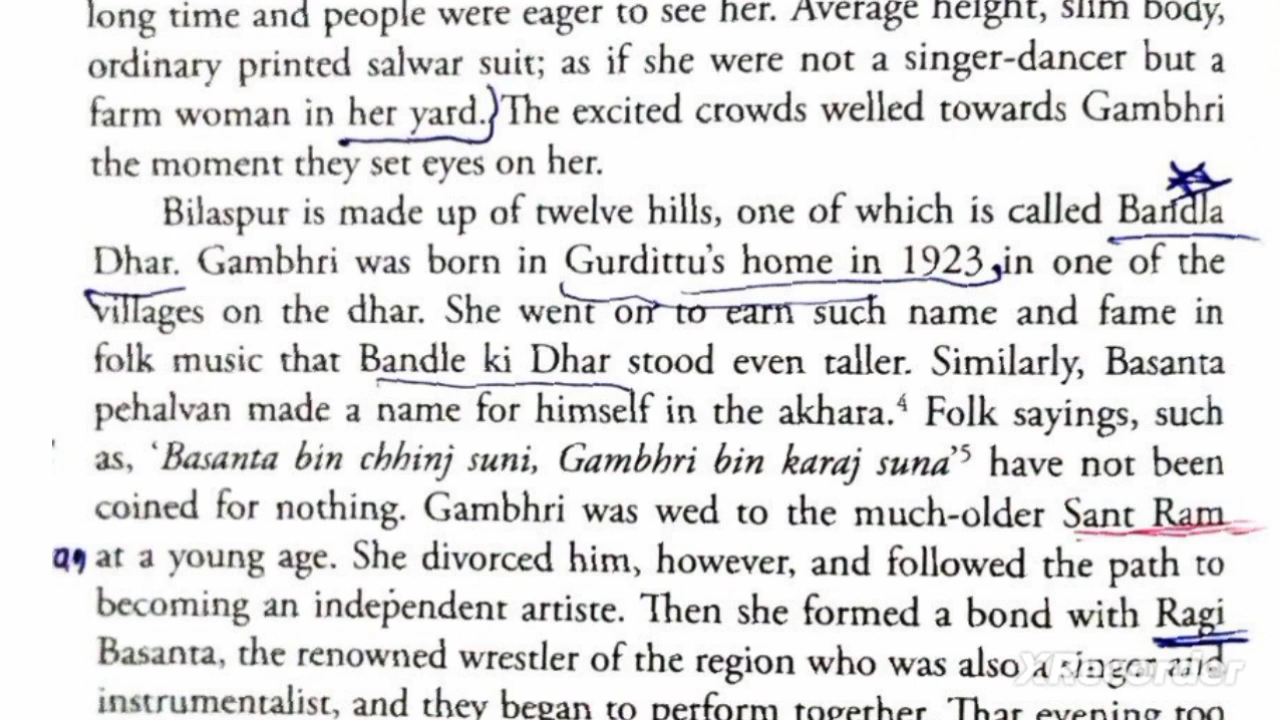 long time and people were eager to see her. Average height, slim body,
ordinary printed salwar suit; as if she were not a singer-dancer but a
farm woman in her yard. The excited crowds welled towards Gambhri
the moment they set eyes on her.
Bilaspur is made up of twelve hills, one of which is called Bandla
Dhar. Gambhri was born in Gurdittu's home in 1923, in one of the
villages on the dhar. She went on to earn such name and fame in
folk music that Bandle ki Dhar stood even taller. Similarly, Basanta
pehalvan made a name for himself in the akhara.⁴ Folk sayings, such
as, 'Basanta bin chhinj suni, Gambhri bin karaj suna'⁵ have not been
coined for nothing. Gambhri was wed to the much-older Sant Ram
at a young age. She divorced him, however, and followed the path to
becoming an independent artiste. Then she formed a bond with Ragi
Basanta, the renowned wrestler of the region who was also a singer and
instrumentalist, and they began to perform together. That evening too
XRecorder